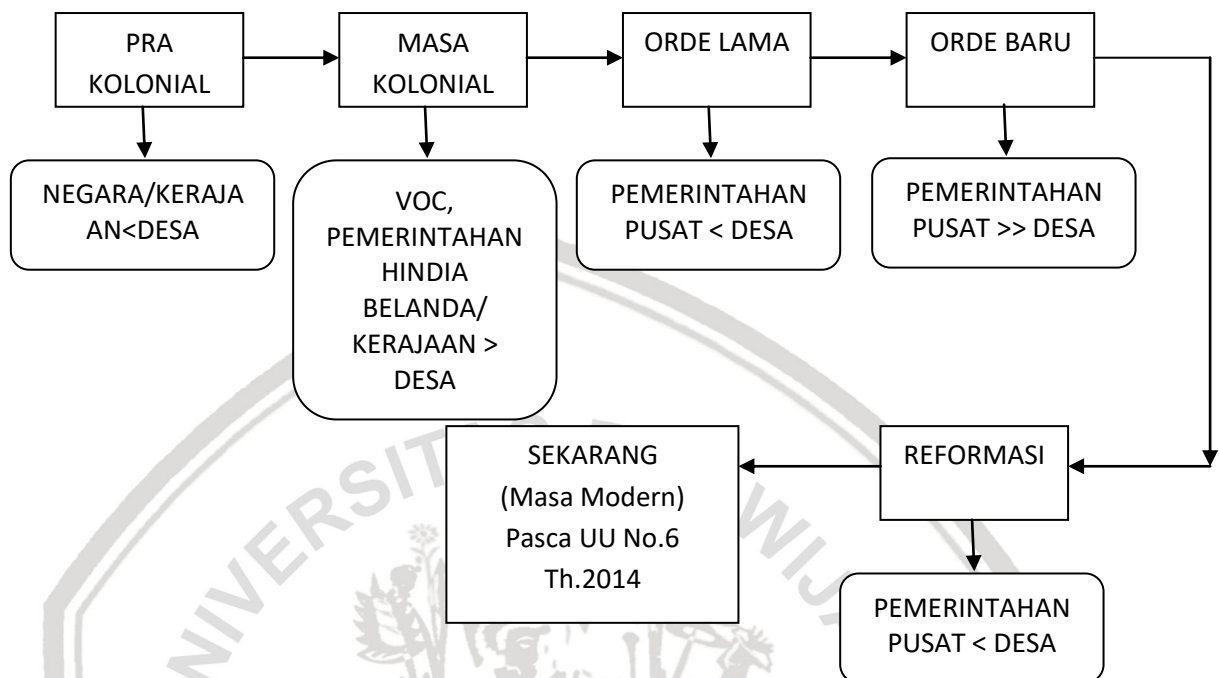 PRA
KOLONIAL
MASA
KOLONIAL
ORDE LAMA
ORDE BARU
NEGARA/KERAJA
AN<DESA
VOC,
PEMERINTAHAN
HINDIA
BELANDA/
KERAJAAN >
DESA
PEMERINTAHAN
PUSAT < DESA
PEMERINTAHAN
PUSAT >> DESA
SEKARANG
(Masa Modern)
Pasca UU No.6
Th.2014
REFORMASI
PEMERINTAHAN
PUSAT < DESA